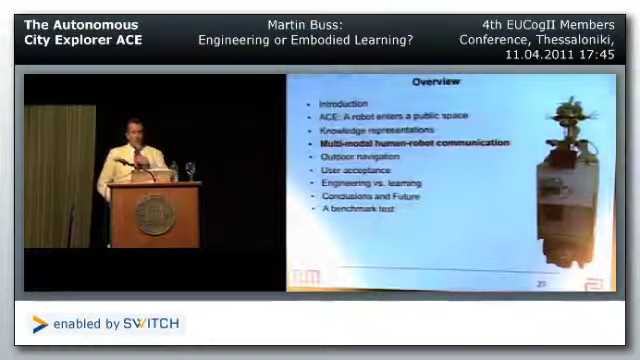 The Autonomous
City Explorer ACE
Martin Buss:
Engineering or Embodied Learning?
4th EUCogII Members
Conference, Thessaloniki,
11.04.2011 17:45
Overview
• Introduction
• ACE: A robot enters a public space
• Knowledge representations
• Multi-modal human-robot communication
• Outdoor navigation
• User acceptance
• Engineering vs. learning
• Conclusions and Future
• A benchmark test
enabled by SWITCH